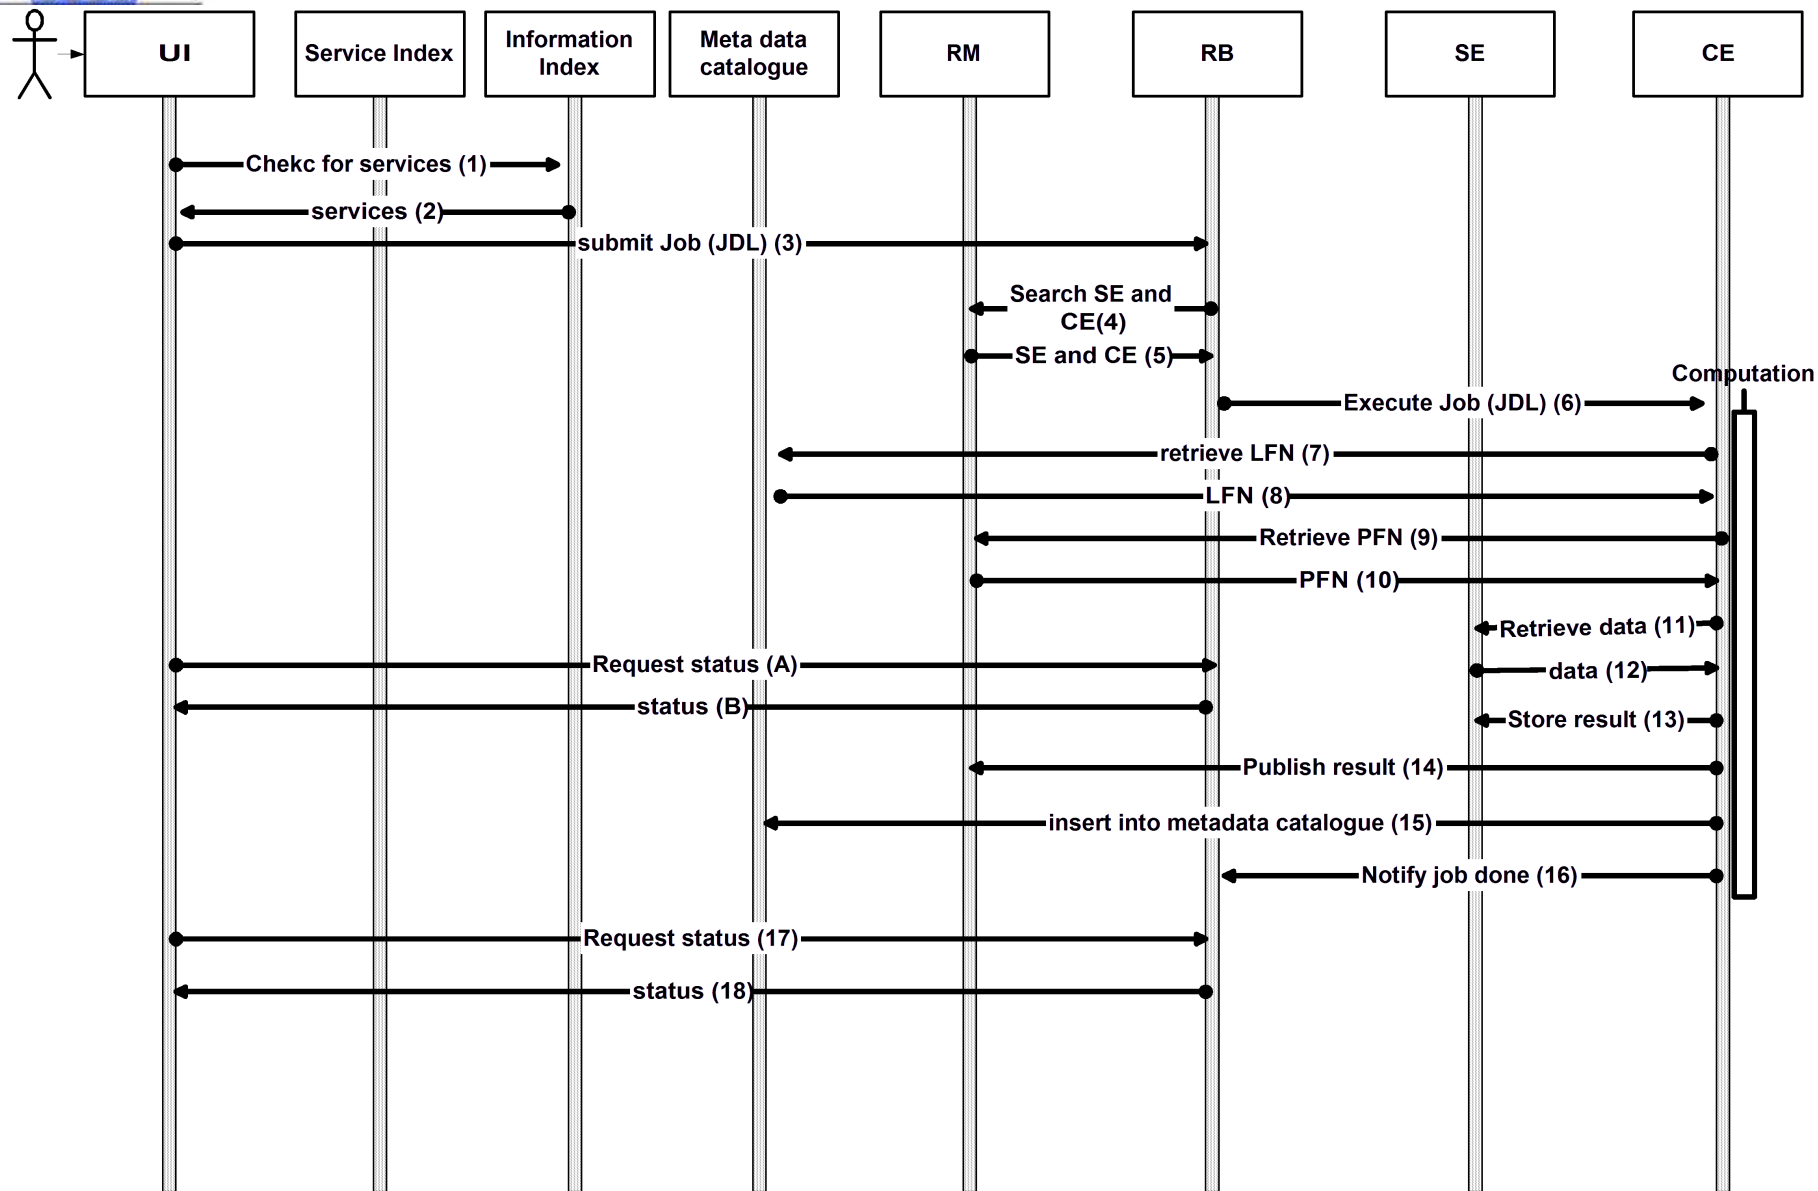 UI
Service Index
Information
Index
Meta data
catalogue
RM
RB
SE
CE
Chekc for services (1)
services (2)
submit Job (JDL) (3)
Search SE and
CE(4)
SE and CE (5)
Computation
Execute Job (JDL) (6)
retrieve LFN (7)
LFN (8)
Retrieve PFN (9)
PFN (10)
Retrieve data (11)
Request status (A)
data (12)
status (B)
Store result (13)
Publish result (14)
insert into metadata catalogue (15)
Notify job done (16)
Request status (17)
status (18)